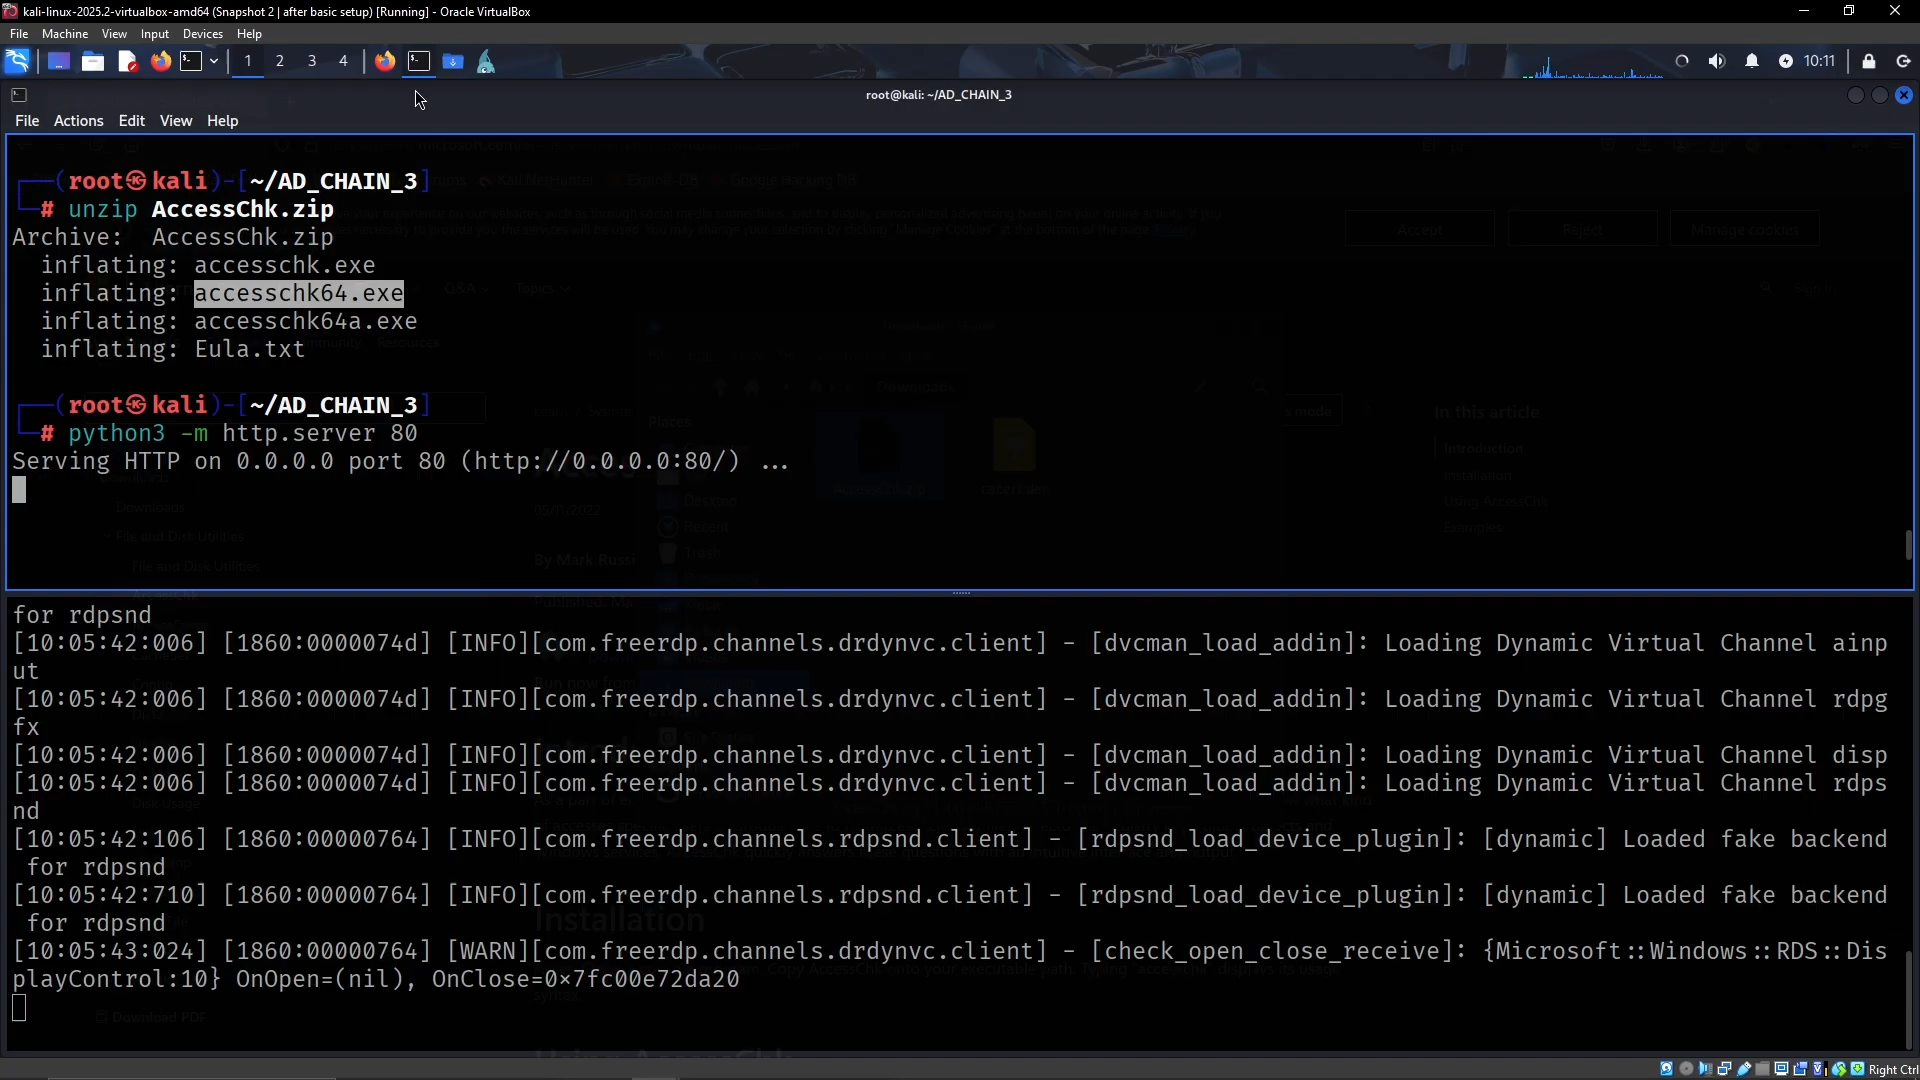 kali-linux-2025.2-virtualbox-amd64 (Snapshot 2 | after basic setup) [Running] - Oracle VirtualBox
File Machine View Input Devices Help
1 2 3 4 10:11
root@kali: ~/AD_CHAIN_3
File Actions Edit View Help
┌──(root㉿kali)-[~/AD_CHAIN_3]
└─# unzip AccessChk.zip
Archive:  AccessChk.zip
inflating: accesschk.exe
inflating: accesschk64.exe
inflating: accesschk64a.exe
inflating: Eula.txt
┌──(root㉿kali)-[~/AD_CHAIN_3]
└─# python3 -m http.server 80
Serving HTTP on 0.0.0.0 port 80 (http://0.0.0.0:80/) ...
for rdpsnd
[10:05:42:006] [1860:0000074d] [INFO][com.freerdp.channels.drdynvc.client] - [dvcman_load_addin]: Loading Dynamic Virtual Channel ainp
ut
[10:05:42:006] [1860:0000074d] [INFO][com.freerdp.channels.drdynvc.client] - [dvcman_load_addin]: Loading Dynamic Virtual Channel rdpg
fx
[10:05:42:006] [1860:0000074d] [INFO][com.freerdp.channels.drdynvc.client] - [dvcman_load_addin]: Loading Dynamic Virtual Channel disp
[10:05:42:006] [1860:0000074d] [INFO][com.freerdp.channels.drdynvc.client] - [dvcman_load_addin]: Loading Dynamic Virtual Channel rdps
nd
[10:05:42:106] [1860:00000764] [INFO][com.freerdp.channels.rdpsnd.client] - [rdpsnd_load_device_plugin]: [dynamic] Loaded fake backend
for rdpsnd
[10:05:42:710] [1860:00000764] [INFO][com.freerdp.channels.rdpsnd.client] - [rdpsnd_load_device_plugin]: [dynamic] Loaded fake backend
for rdpsnd
[10:05:43:024] [1860:00000764] [WARN][com.freerdp.channels.drdynvc.client] - [check_open_close_receive]: {Microsoft::Windows::RDS::Dis
playControl:10} OnOpen=(nil), OnClose=0×7fc00e72da20
Right Ctrl